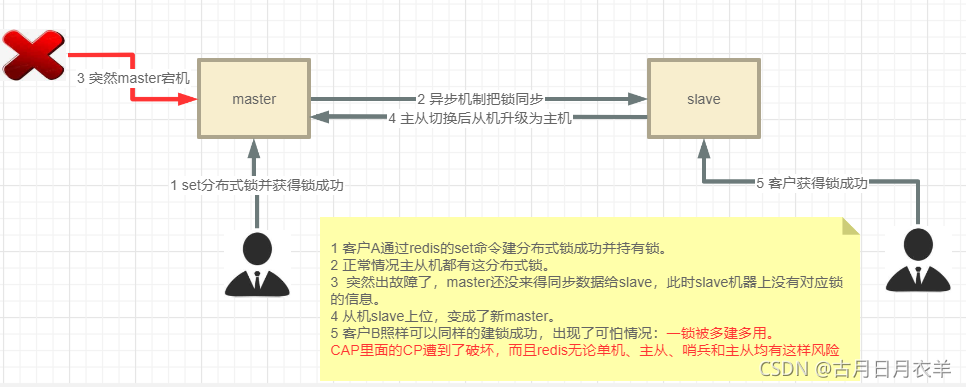 3 突然master宕机
master
2 异步机制把锁同步
slave
4 主从切换后从机升级为主机
1 set分布式锁并获得锁成功
5 客户获得锁成功
1 客户A通过redis的set命令建分布式锁成功并持有锁。
2 正常情况主从机都有这分布式锁。
3 突然出故障了，master还没来得同步数据给slave，此时slave机器上没有对应锁
的信息。
4 从机slave上位，变成了新master。
5 客户B照样可以同样的建锁成功，出现了可怕情况：一锁被多建多用。
CAP里面的CP遭到了破坏，而且redis无论单机、主从、哨兵和主从均有这样风险
CSDN @古月日月衣羊